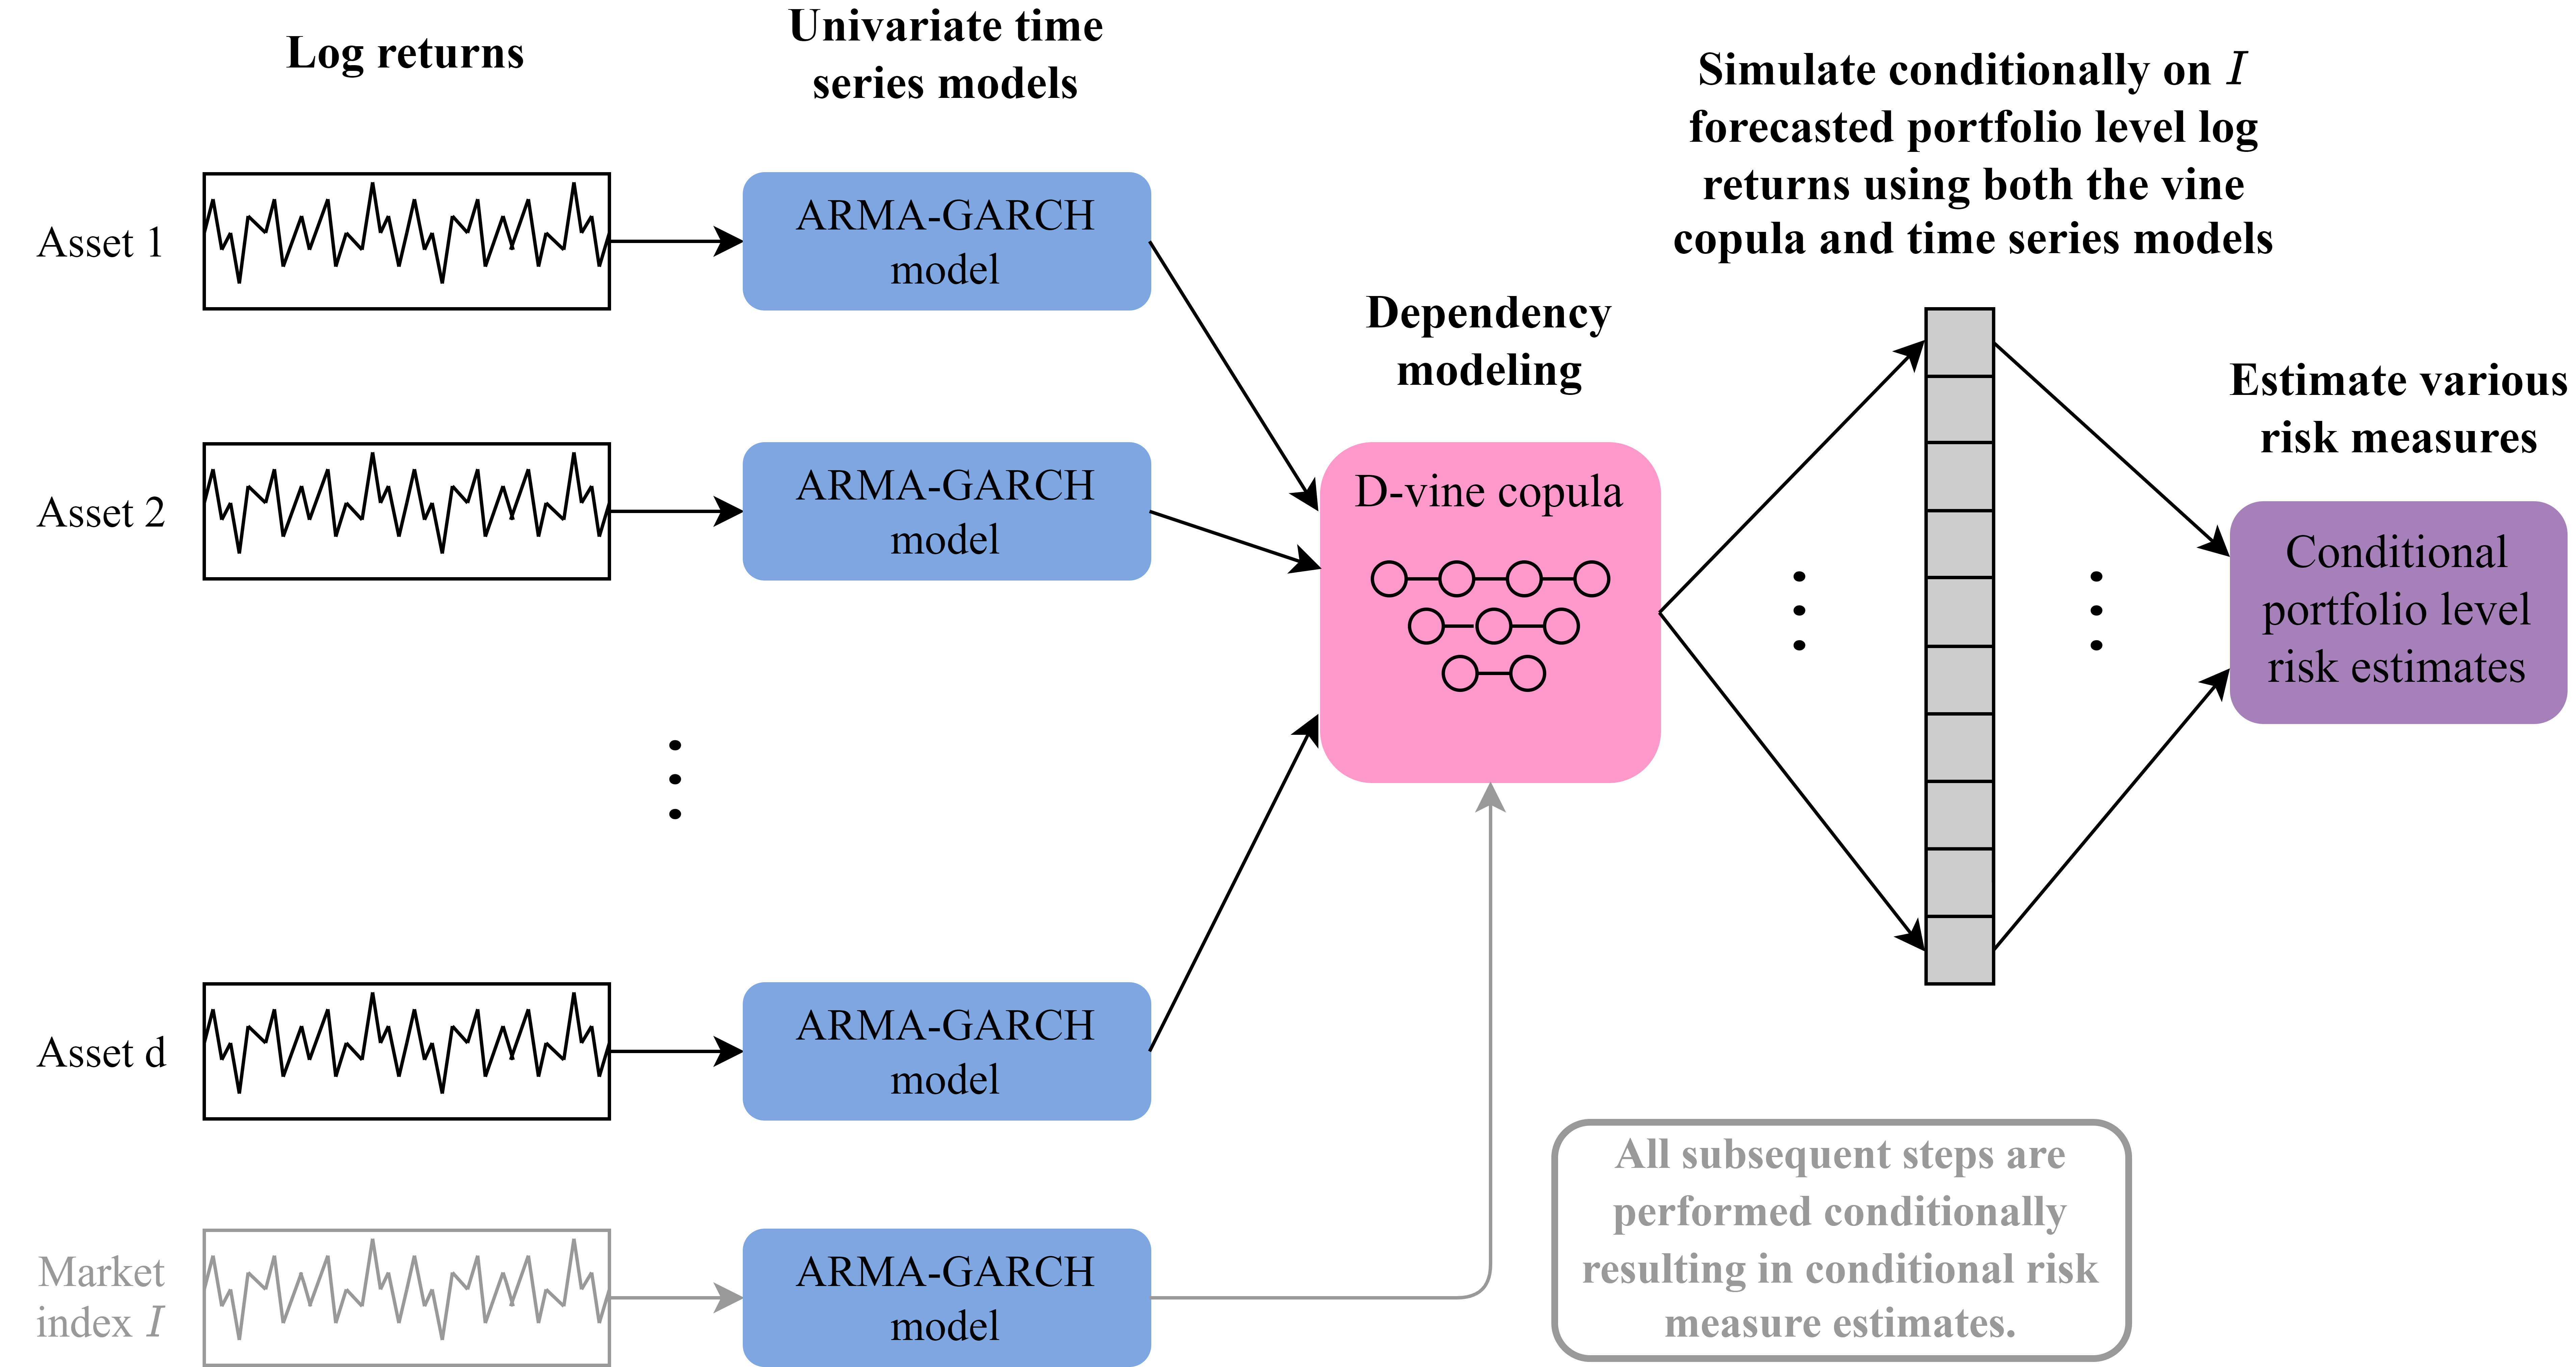 Log returns
Univariate time
series models
Simulate conditionally on I
forecasted portfolio level log
returns using both the vine
copula and time series models
Asset 1
ARMA-GARCH
model
Dependency
modeling
Estimate various
risk measures
Asset 2
ARMA-GARCH
model
D-vine copula
Conditional
portfolio level
risk estimates
Asset d
ARMA-GARCH
model
Market
index I
ARMA-GARCH
model
All subsequent steps are
performed conditionally
resulting in conditional risk
measure estimates.